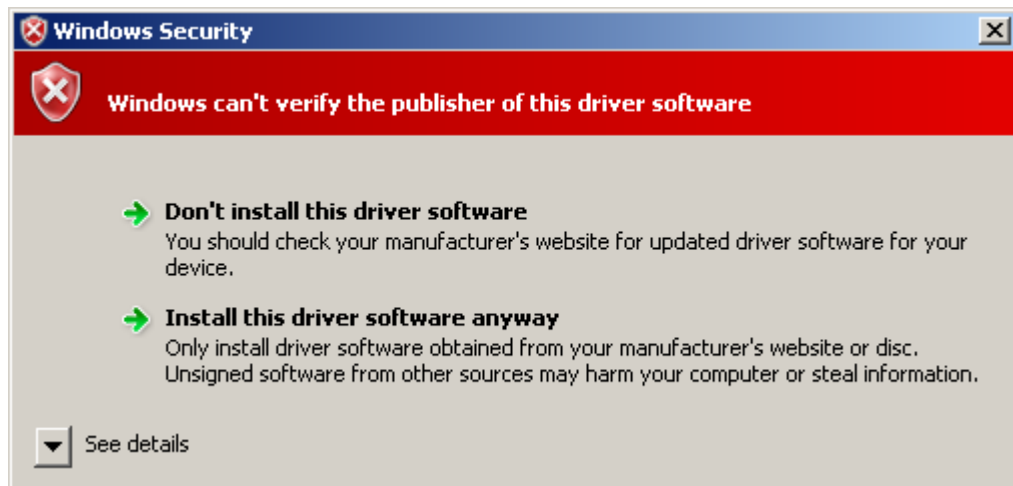 Windows Security
Windows can't verify the publisher of this driver software
Don't install this driver software
You should check your manufacturer's website for updated driver software for your
device.
Install this driver software anyway
Only install driver software obtained from your manufacturer's website or disc.
Unsigned software from other sources may harm your computer or steal information.
See details